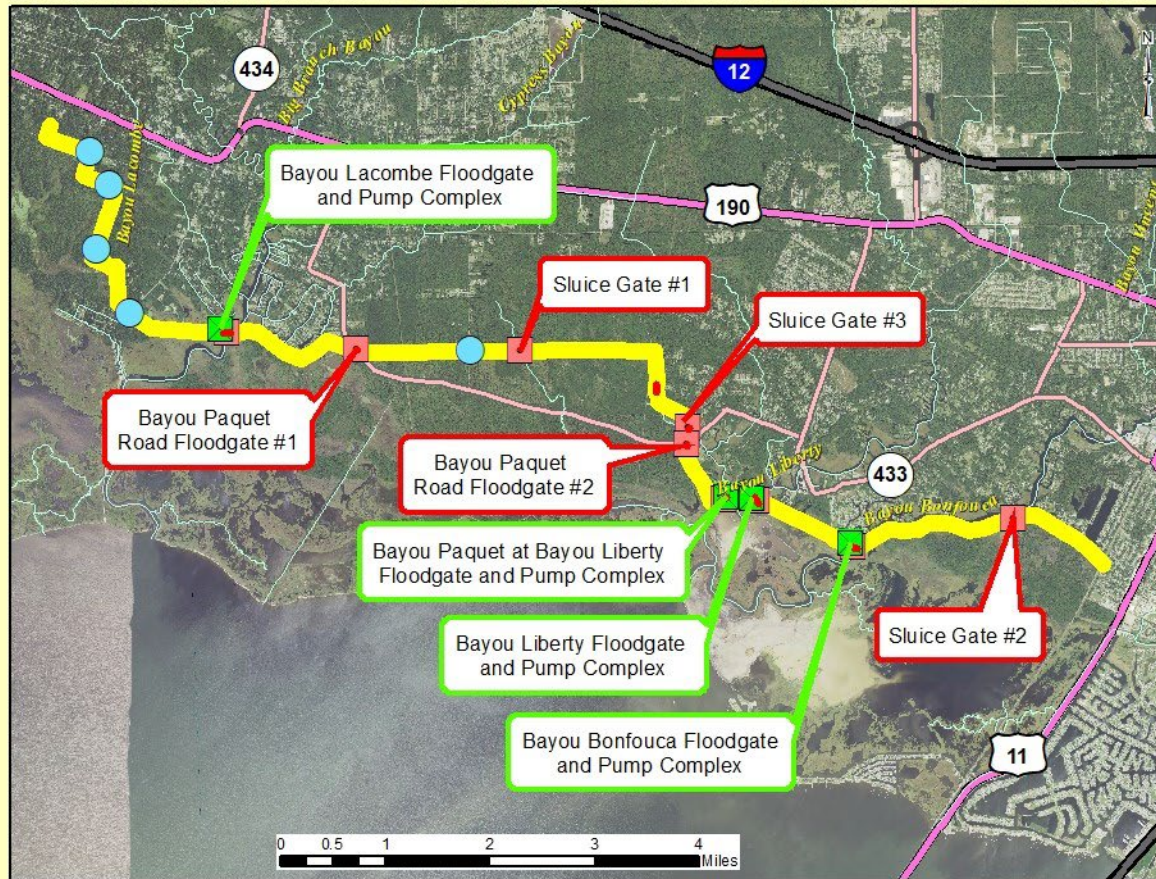 434
Big Branch Bayou
Cypress Bayou
12
N
Bayou Lacombe
Bayou Lacombe Floodgate
and Pump Complex
190
Bayou Vincent
Sluice Gate #1
Sluice Gate #3
Bayou Paquet
Road Floodgate #1
Bayou Paquet
Road Floodgate #2
Bayou Liberty
433
Bayou Bonfouca
Bayou Paquet at Bayou Liberty
Floodgate and Pump Complex
Bayou Liberty Floodgate
and Pump Complex
Sluice Gate #2
Bayou Bonfouca Floodgate
and Pump Complex
11
0 0.5 1 2 3 4
Miles